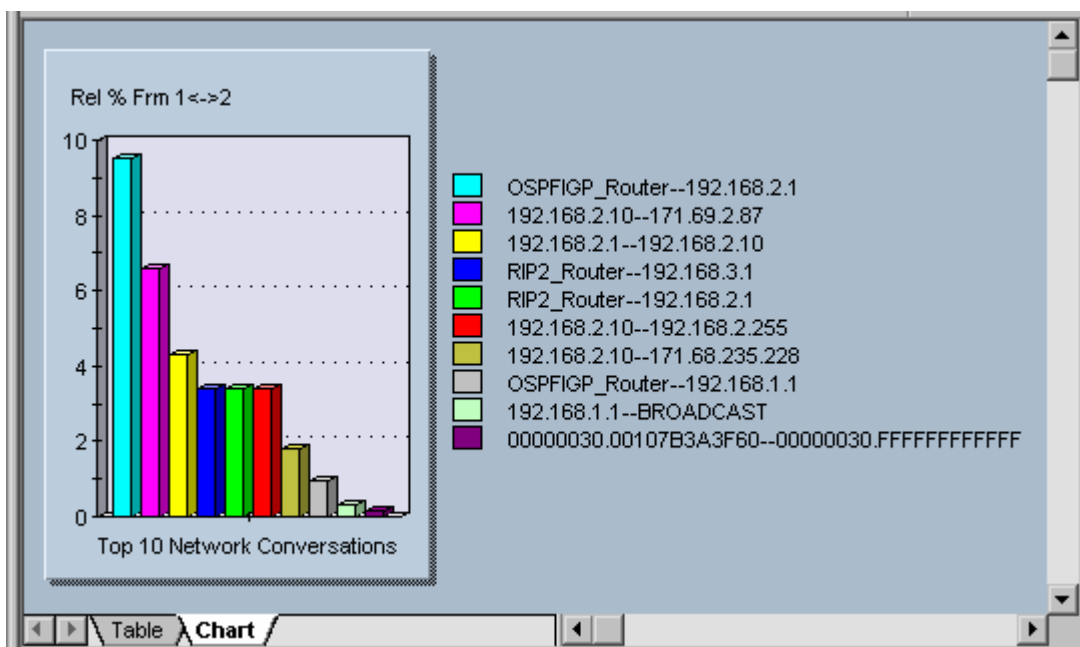 Rel % Frm 1<->2
10
8
6
4
2
0
Top 10 Network Conversations
OSPFIGP_Router--192.168.2.1
192.168.2.10--171.69.2.87
192.168.2.1--192.168.2.10
RIP2_Router--192.168.3.1
RIP2_Router--192.168.2.1
192.168.2.10--192.168.2.255
192.168.2.10--171.68.235.228
OSPFIGP_Router--192.168.1.1
192.168.1.1--BROADCAST
00000030.00107B3A3F60--00000030.FFFFFFFFFFFF
Table Chart